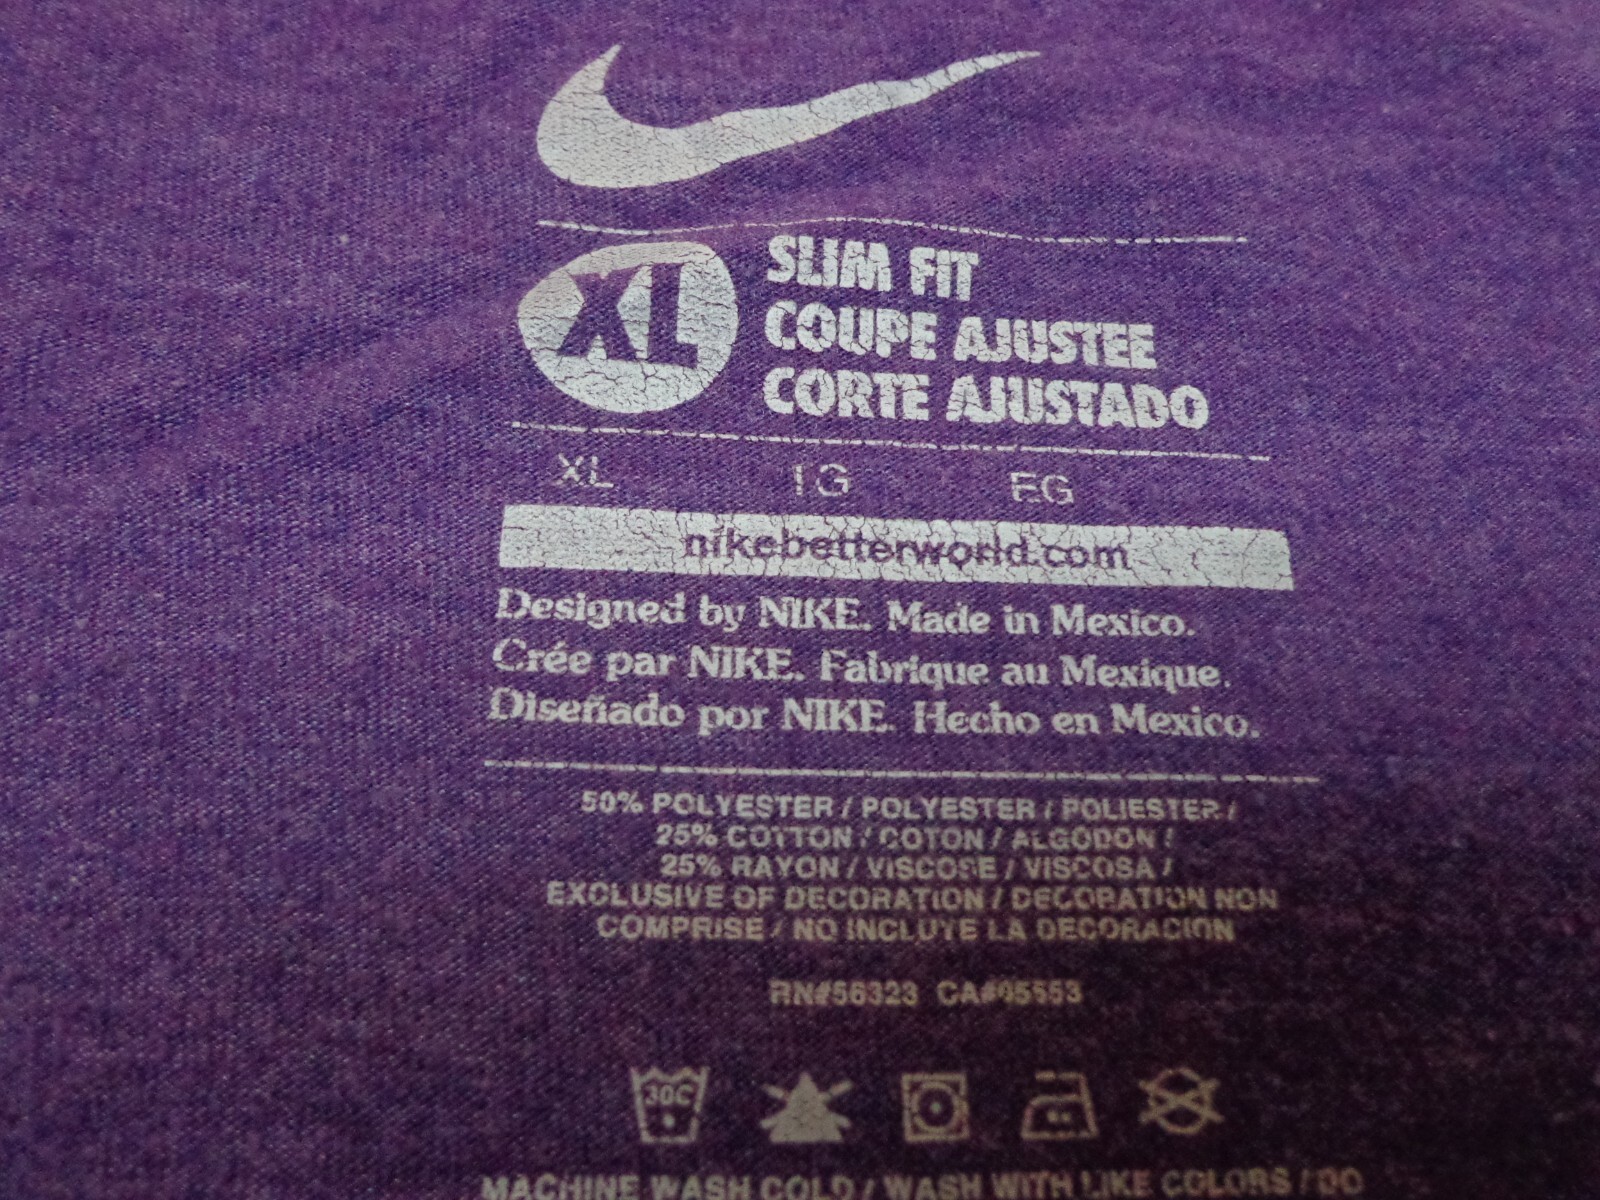 SLIM FIT
COUPE AJUSTEE
CORTE AJUSTADO
XL
XL EG
nikebetterworld.com
Designed by NIKE. Made in Mexico.
Crée par NIKE. Fabrique au Mexique.
Diseñado por NIKE. Hecho en Mexico.
50% POLYESTER / POLYESTER / POLIESTER /
25% COTTON / COTON / ALGODON /
25% RAYON / VISCOSE / VISCOSA /
EXCLUSIVE OF DECORATION / DECORATION NON
COMPRISE / NO INCLUYE LA DECORACION
RN#56323 CA#05553
30C
MACHINE WASH COLD / WASH WITH LIKE COLORS / DO